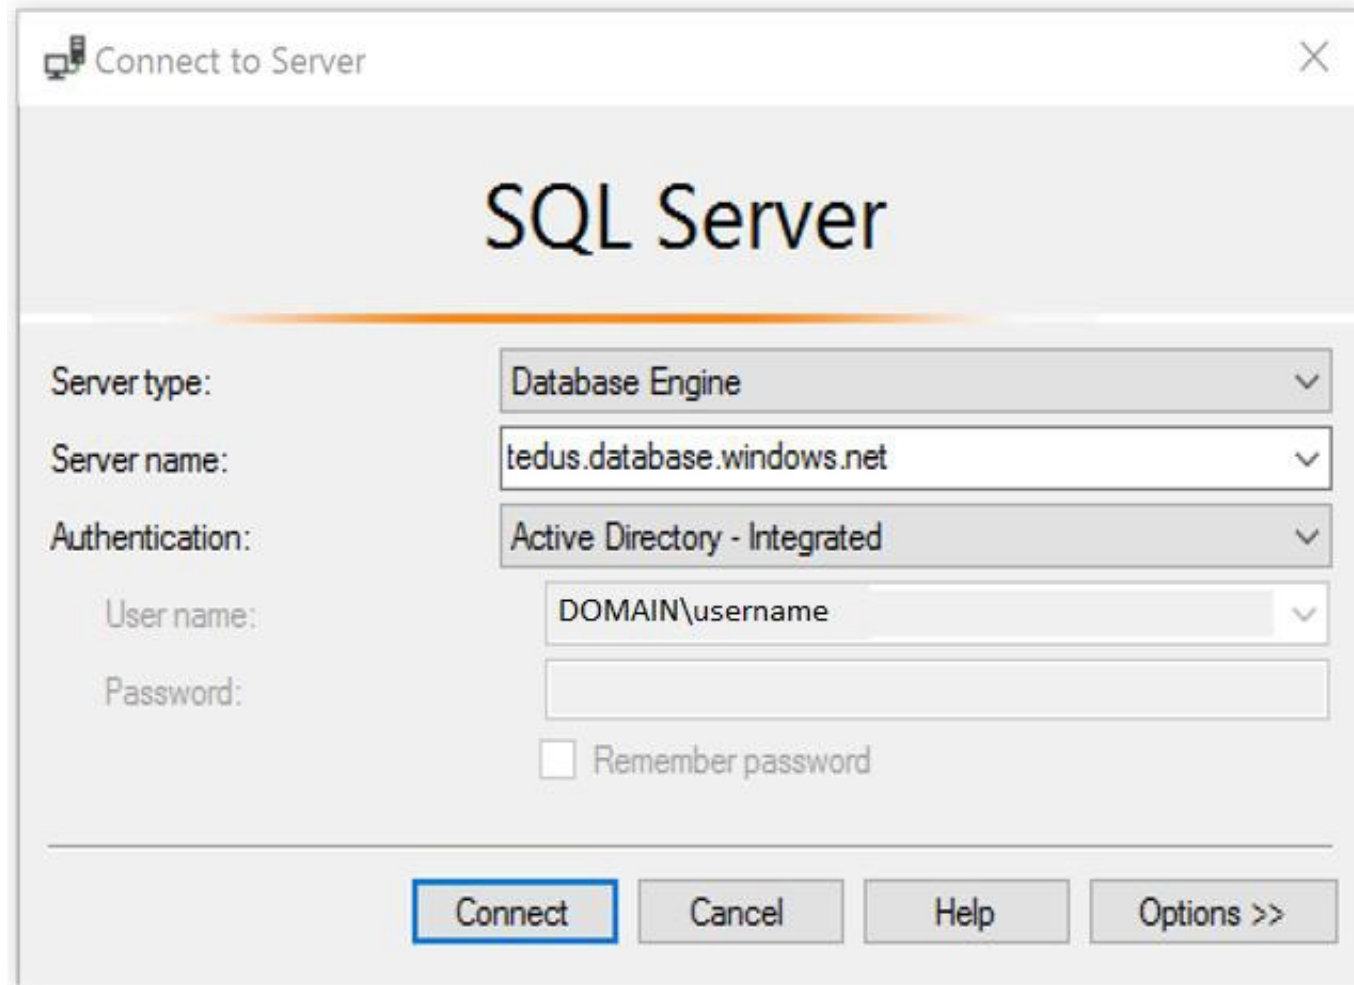 Connect to Server
SQL Server
Server type: Database Engine
Server name: tedus.database.windows.net
Authentication: Active Directory - Integrated
User name: DOMAIN\username
Password:
Remember password
Connect Cancel Help Options >>